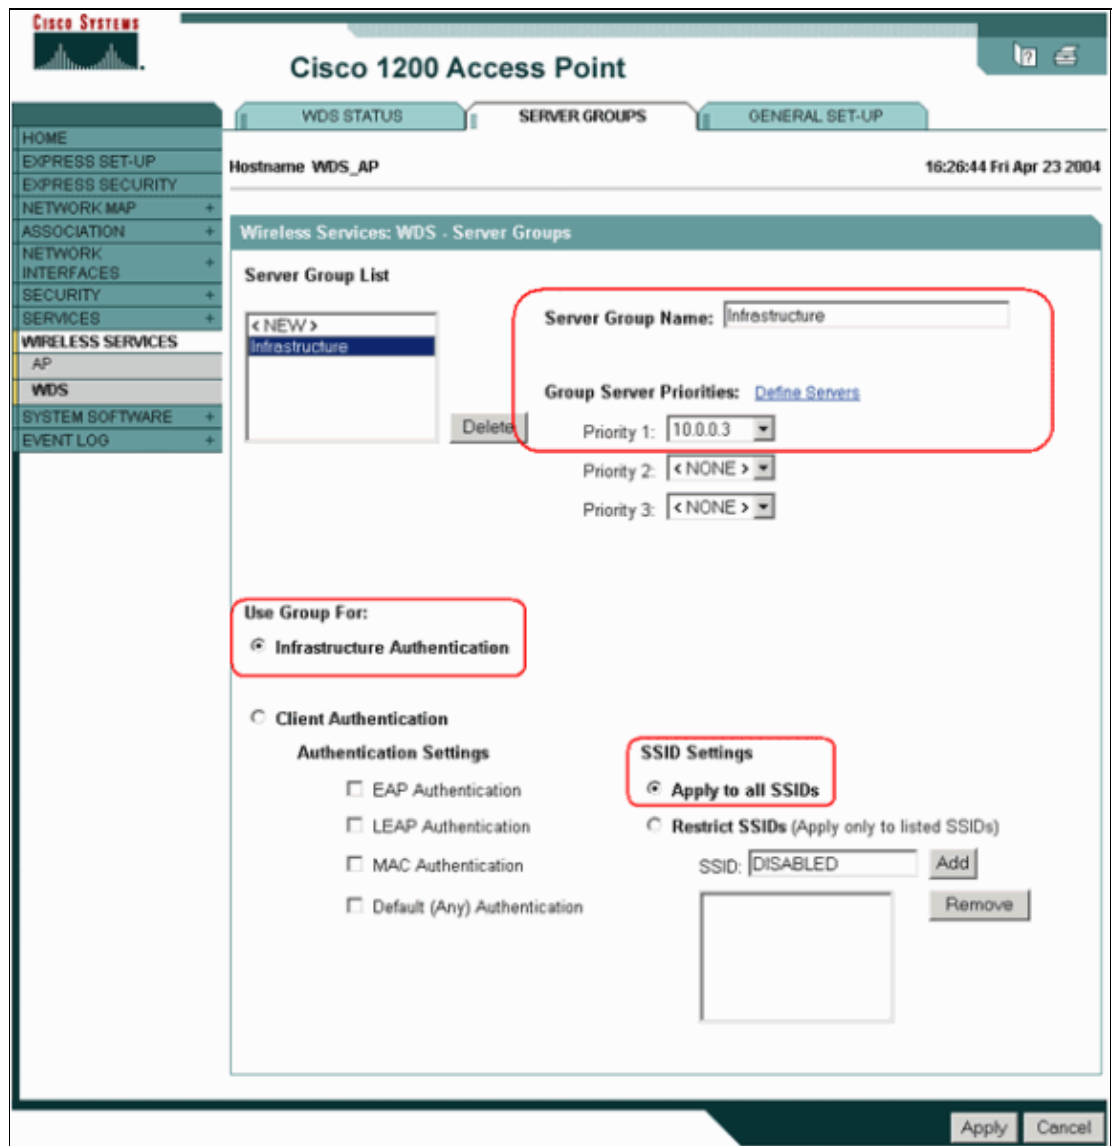 CISCO SYSTEMS
Cisco 1200 Access Point
WDS STATUS
SERVER GROUPS
GENERAL SET-UP
HOME
EXPRESS SET-UP
EXPRESS SECURITY
NETWORK MAP +
ASSOCIATION +
NETWORK
INTERFACES +
SECURITY +
SERVICES +
WIRELESS SERVICES
AP
WDS
SYSTEM SOFTWARE +
EVENT LOG +
Hostname WDS_AP
16:26:44 Fri Apr 23 2004
Wireless Services: WDS - Server Groups
Server Group List
< NEW >
Infrastructure
Delete
Server Group Name: Infrastructure
Group Server Priorities: Define Servers
Priority 1: 10.0.0.3
Priority 2: < NONE >
Priority 3: < NONE >
Use Group For:
Infrastructure Authentication
Client Authentication
Authentication Settings
EAP Authentication
LEAP Authentication
MAC Authentication
Default (Any) Authentication
SSID Settings
Apply to all SSIDs
Restrict SSIDs (Apply only to listed SSIDs)
SSID: DISABLED
Add
Remove
Apply
Cancel